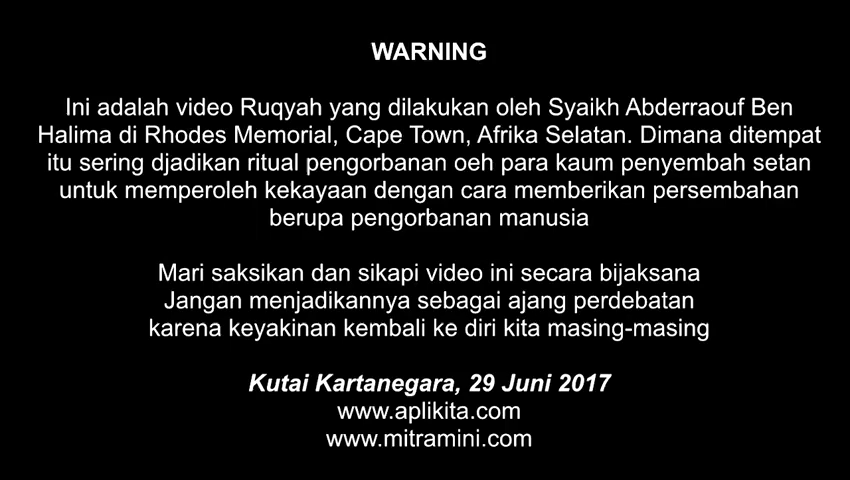 WARNING
Ini adalah video Ruqyah yang dilakukan oleh Syaikh Abderraouf Ben
Halima di Rhodes Memorial, Cape Town, Afrika Selatan. Dimana ditempat
itu sering djadikan ritual pengorbanan oeh para kaum penyembah setan
untuk memperoleh kekayaan dengan cara memberikan persembahan
berupa pengorbanan manusia
Mari saksikan dan sikapi video ini secara bijaksana
Jangan menjadikannya sebagai ajang perdebatan
karena keyakinan kembali ke diri kita masing-masing
Kutai Kartanegara, 29 Juni 2017
www.aplikita.com
www.mitramini.com